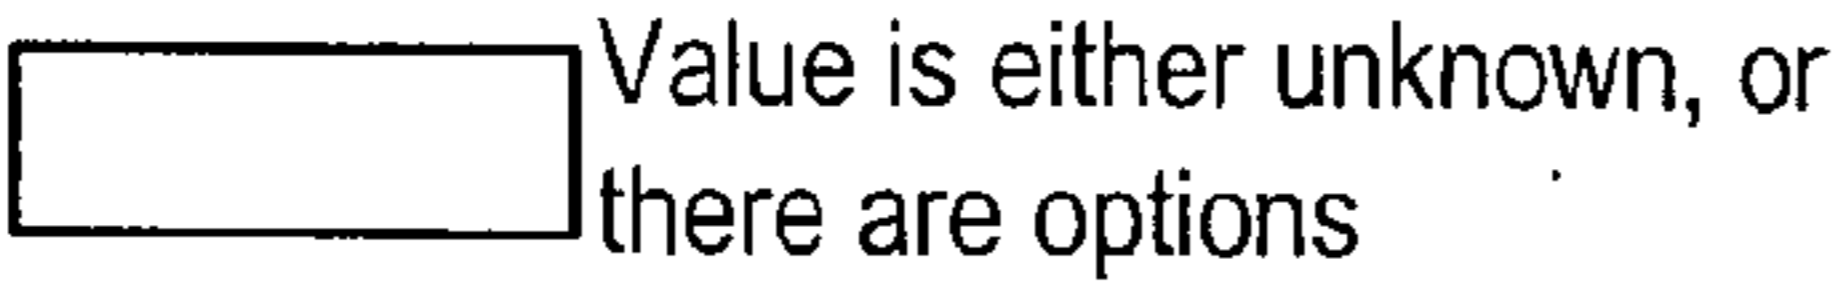 Value is either unknown, or
there are options